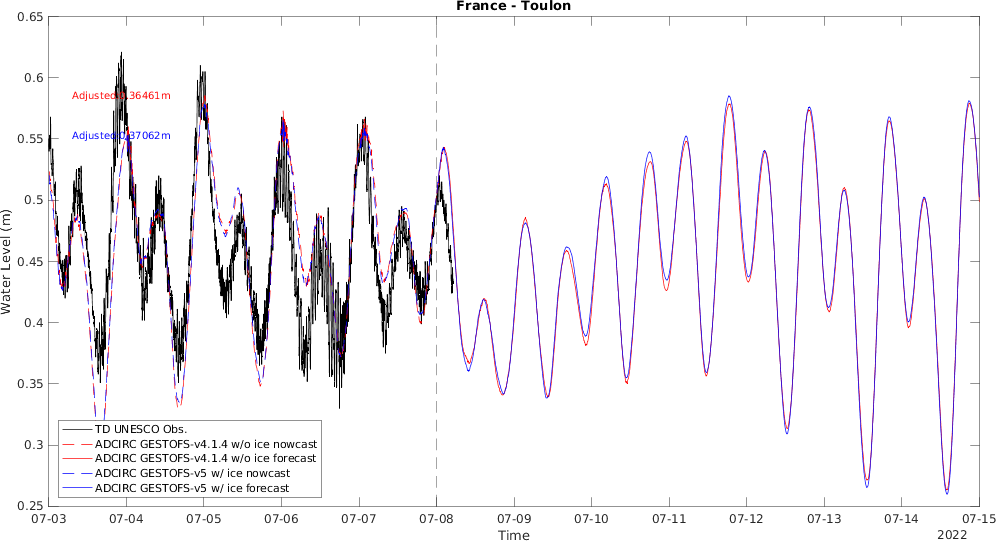 France - Toulon
0.65
0.6
0.55
0.5
0.45
0.4
0.35
0.3
0.25
Water Level (m)
Adjusted 0.36461m
Adjusted 0.37062m
TD UNESCO Obs.
ADCIRC GESTOFS-v4.1.4 w/o ice nowcast
ADCIRC GESTOFS-v4.1.4 w/o ice forecast
ADCIRC GESTOFS-v5 w/ ice nowcast
ADCIRC GESTOFS-v5 w/ ice forecast
07-03 07-04 07-05 07-06 07-07 07-08 07-09 07-10 07-11 07-12 07-13 07-14 07-15
Time
2022